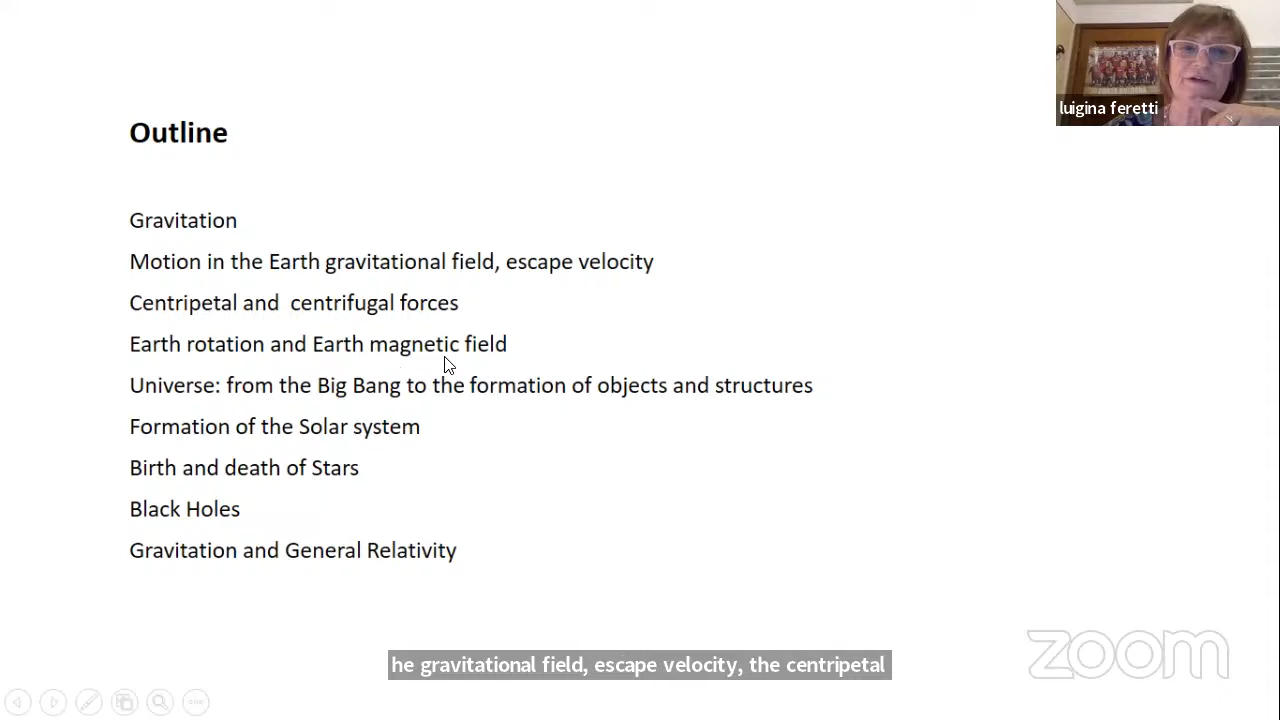 luigina feretti
Outline
Gravitation
Motion in the Earth gravitational field, escape velocity
Centripetal and  centrifugal forces
Earth rotation and Earth magnetic field
Universe: from the Big Bang to the formation of objects and structures
Formation of the Solar system
Birth and death of Stars
Black Holes
Gravitation and General Relativity
he gravitational field, escape velocity, the centripetal
zoom